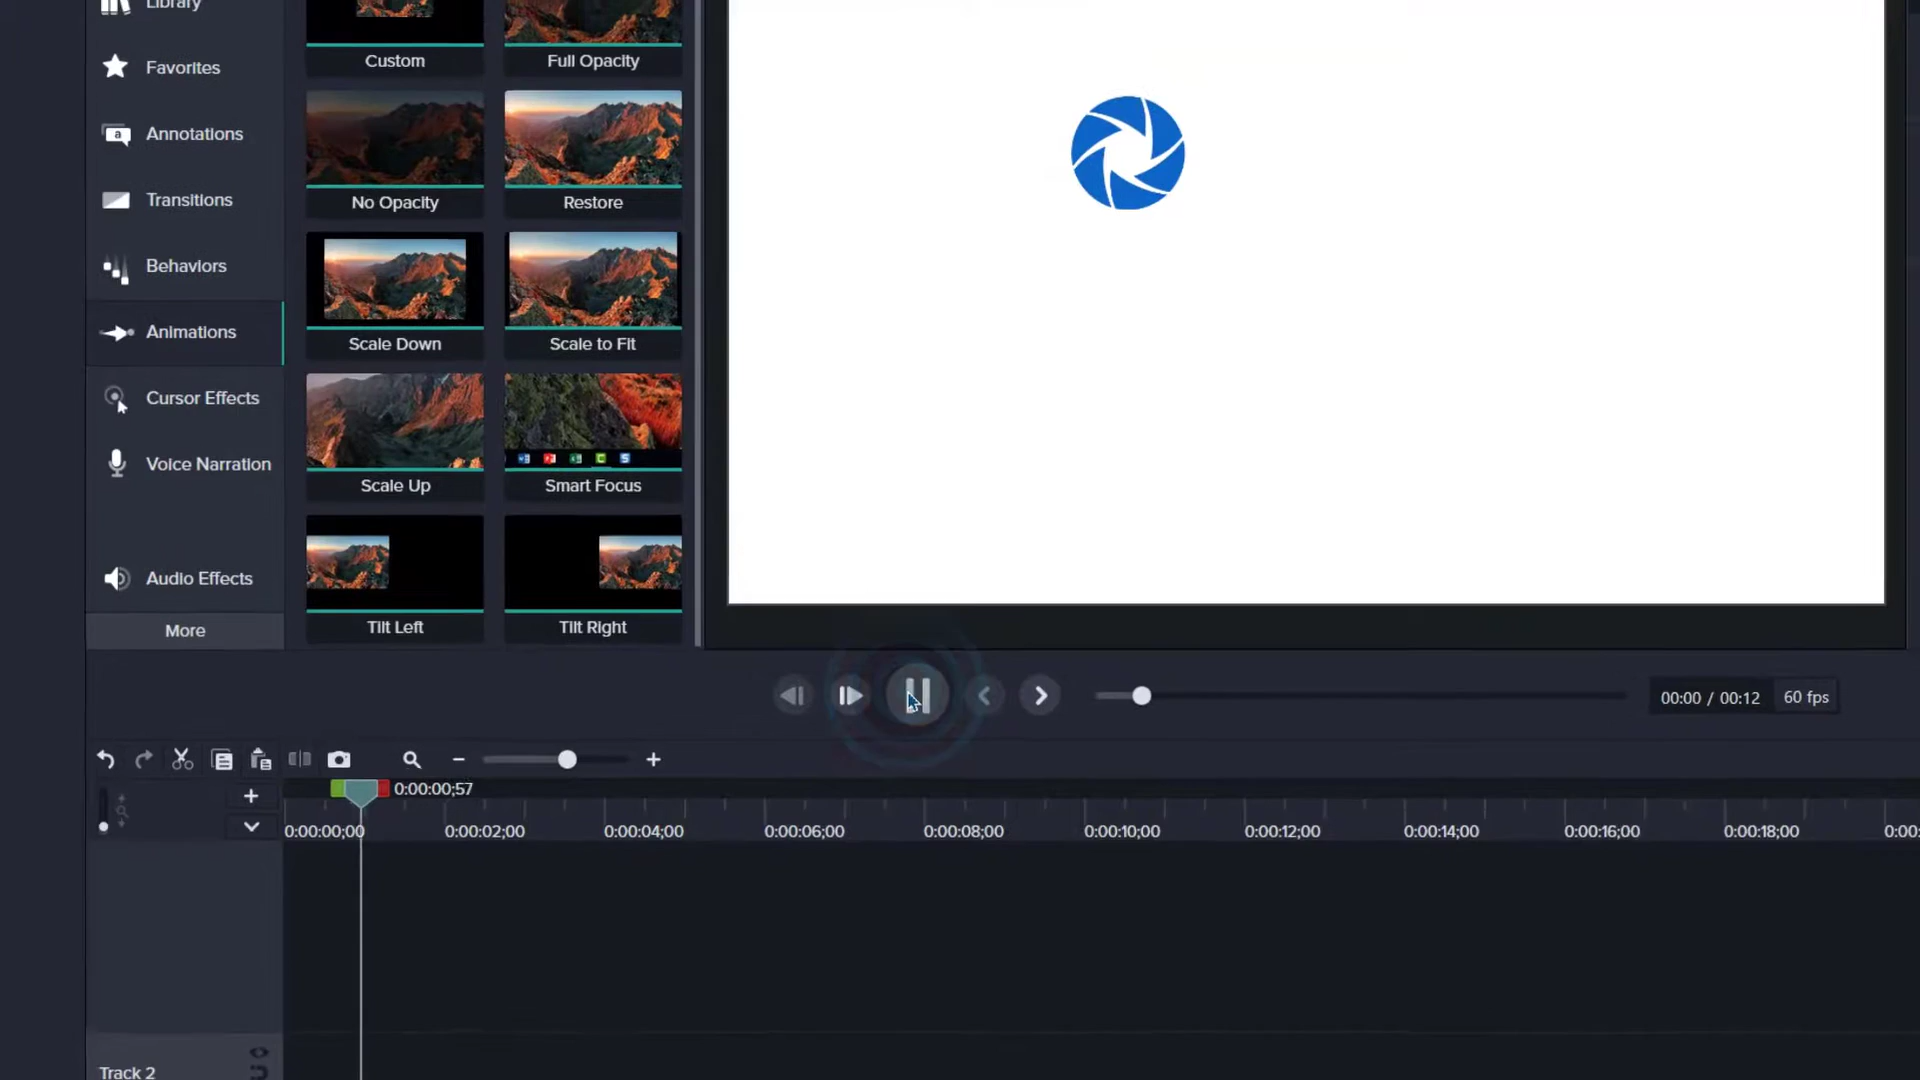 Library
Favorites
Annotations
Transitions
Behaviors
Animations
Cursor Effects
Voice Narration
Audio Effects
More
Custom
Full Opacity
No Opacity
Restore
Scale Down
Scale to Fit
Scale Up
Smart Focus
Tilt Left
Tilt Right
00:00 / 00:12
60 fps
0:00:00;57
0:00:00;00
0:00:02;00
0:00:04;00
0:00:06;00
0:00:08;00
0:00:10;00
0:00:12;00
0:00:14;00
0:00:16;00
0:00:18;00
0:00:
Track 2